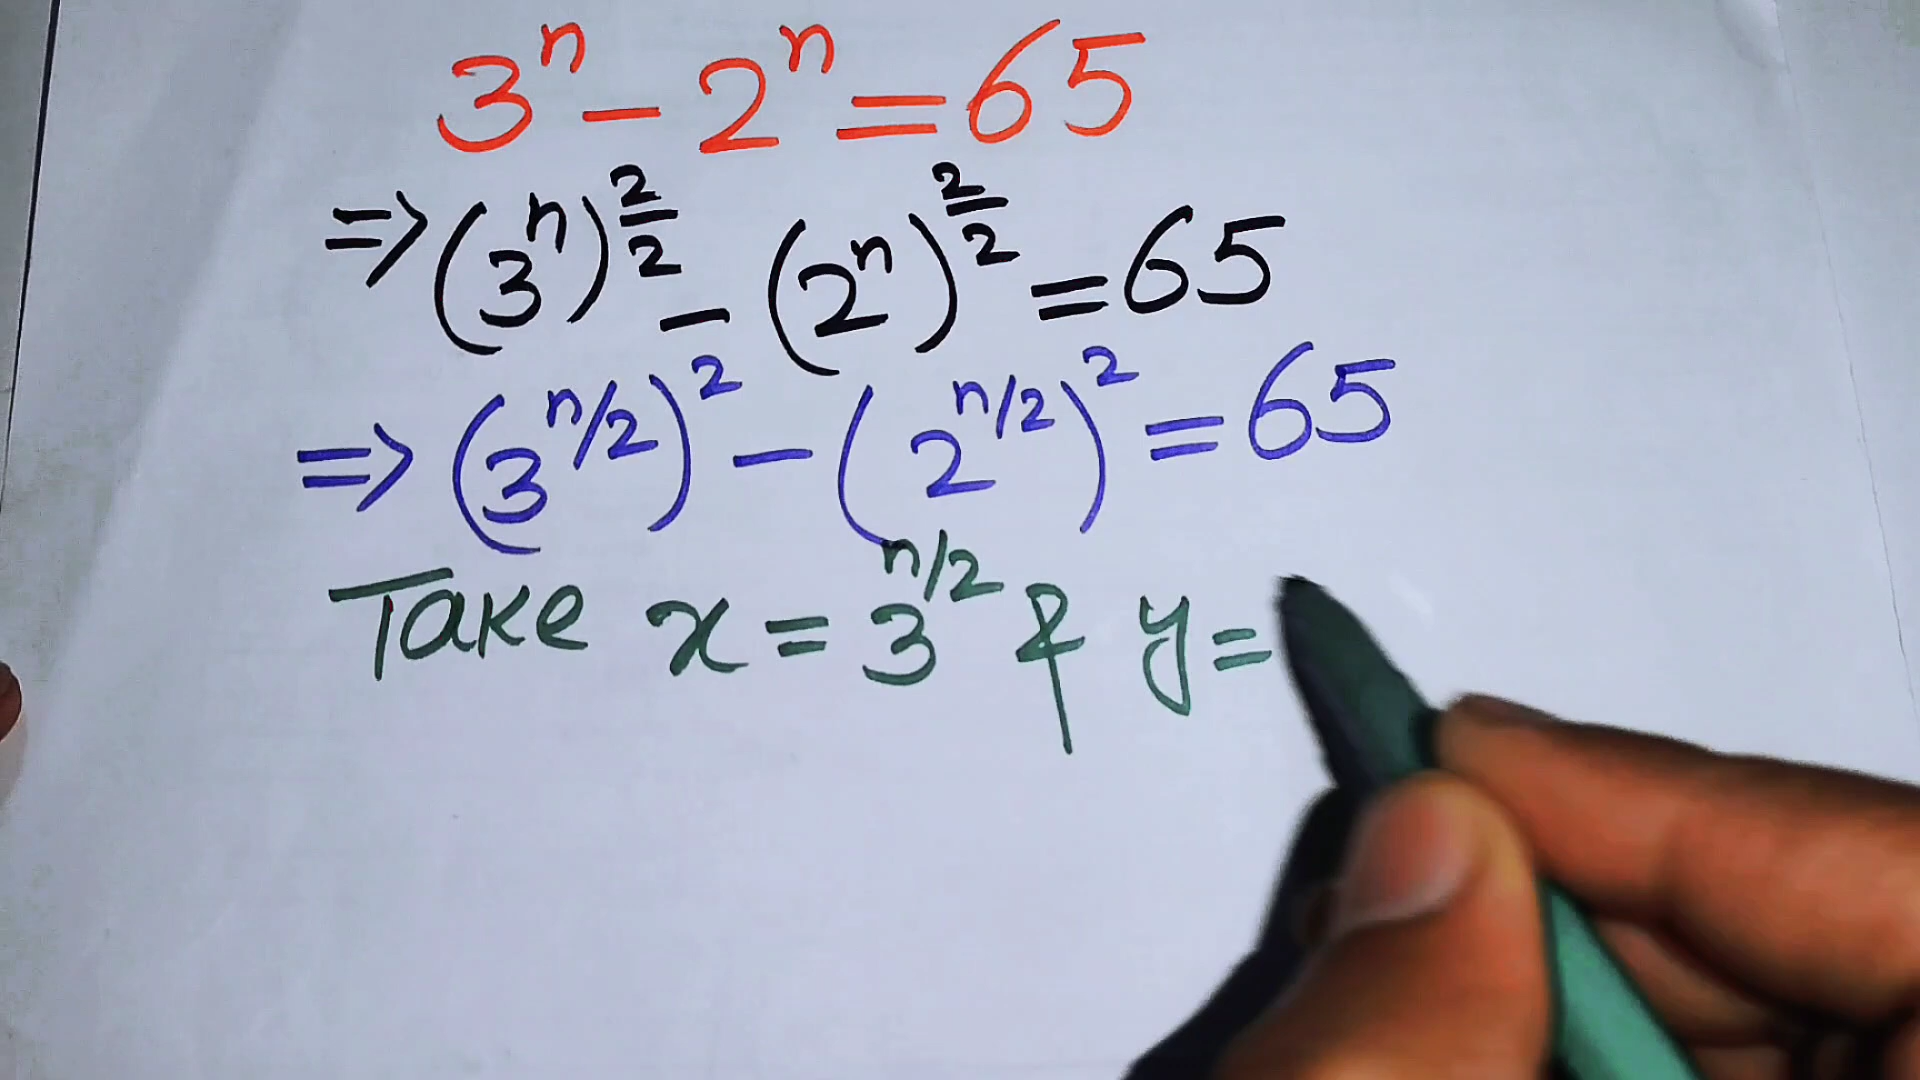 3ⁿ − 2ⁿ = 65
⇒ (3ⁿ)^(2/2) − (2ⁿ)^(2/2) = 65
⇒ (3^(n/2))² − (2^(n/2))² = 65
Take x = 3^(n/2) & y =